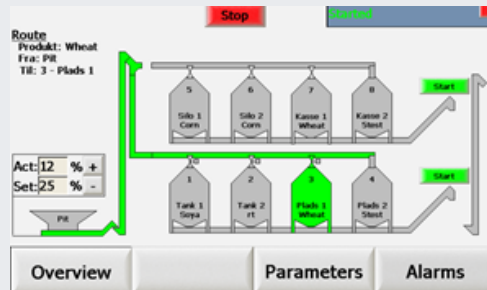 Stop
Started
Route
Produkt: Wheat
Fra: Pit
Til: 3 - Plads 1
5
Silo 1
Corn
6
Silo 2
Corn
7
Kasse 1
Wheat
8
Kasse 2
Stest
Start
Act: 12 % +
Set: 25 % -
Pit
1
Tank 1
Soya
2
Tank 2
rt
3
Plads 1
Wheat
4
Plads 2
Stest
Start
Overview
Parameters
Alarms